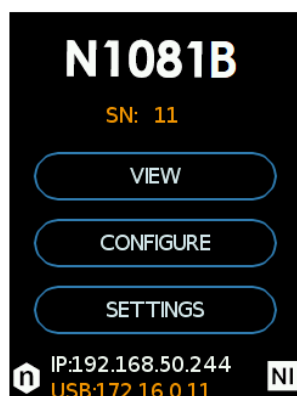 N1081B
SN: 11
VIEW
CONFIGURE
SETTINGS
IP:192.168.50.244
n
NI
USB:172.16.0.11